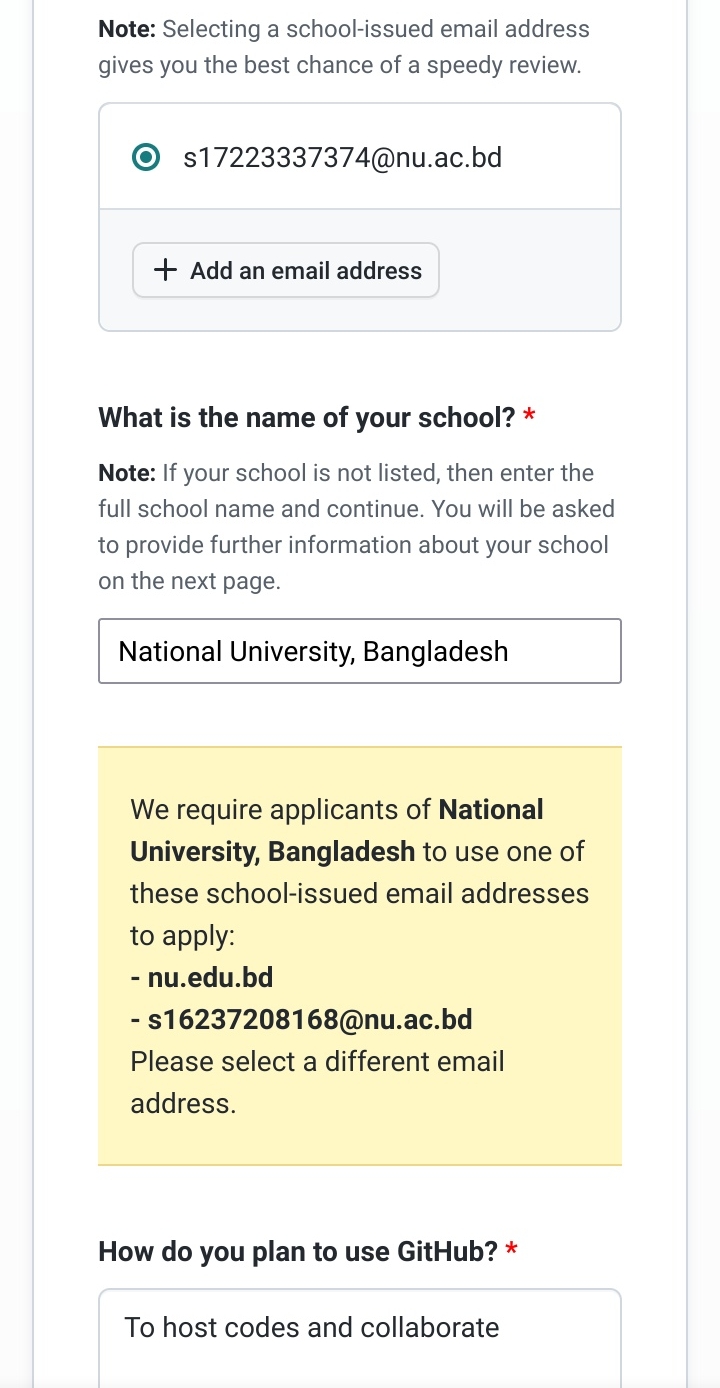 Note: Selecting a school-issued email address
gives you the best chance of a speedy review.
s17223337374@nu.ac.bd
+ Add an email address
What is the name of your school? *
Note: If your school is not listed, then enter the
full school name and continue. You will be asked
to provide further information about your school
on the next page.
National University, Bangladesh
We require applicants of National
University, Bangladesh to use one of
these school-issued email addresses
to apply:
- nu.edu.bd
- s16237208168@nu.ac.bd
Please select a different email
address.
How do you plan to use GitHub? *
To host codes and collaborate